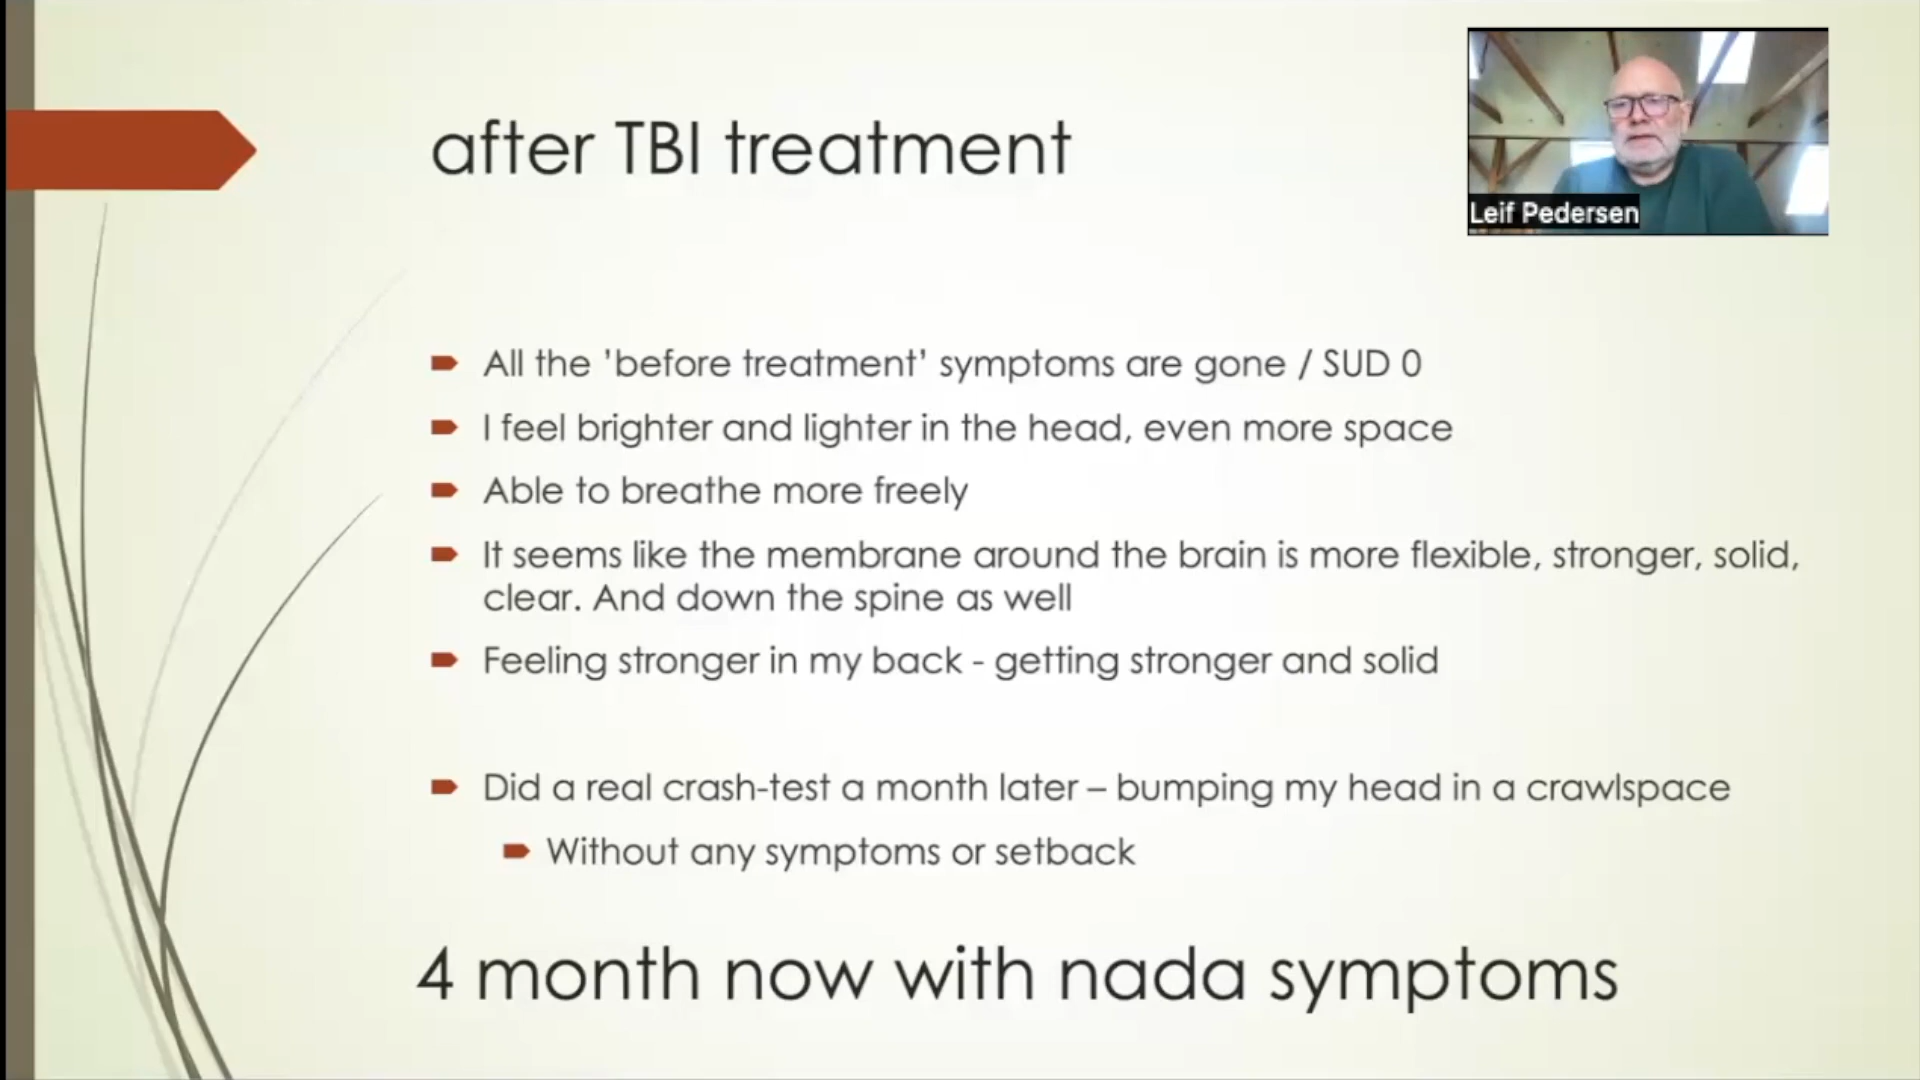 after TBI treatment
Leif Pedersen
All the 'before treatment' symptoms are gone / SUD 0
I feel brighter and lighter in the head, even more space
Able to breathe more freely
It seems like the membrane around the brain is more flexible, stronger, solid,
clear. And down the spine as well
Feeling stronger in my back - getting stronger and solid
Did a real crash-test a month later – bumping my head in a crawlspace
Without any symptoms or setback
4 month now with nada symptoms